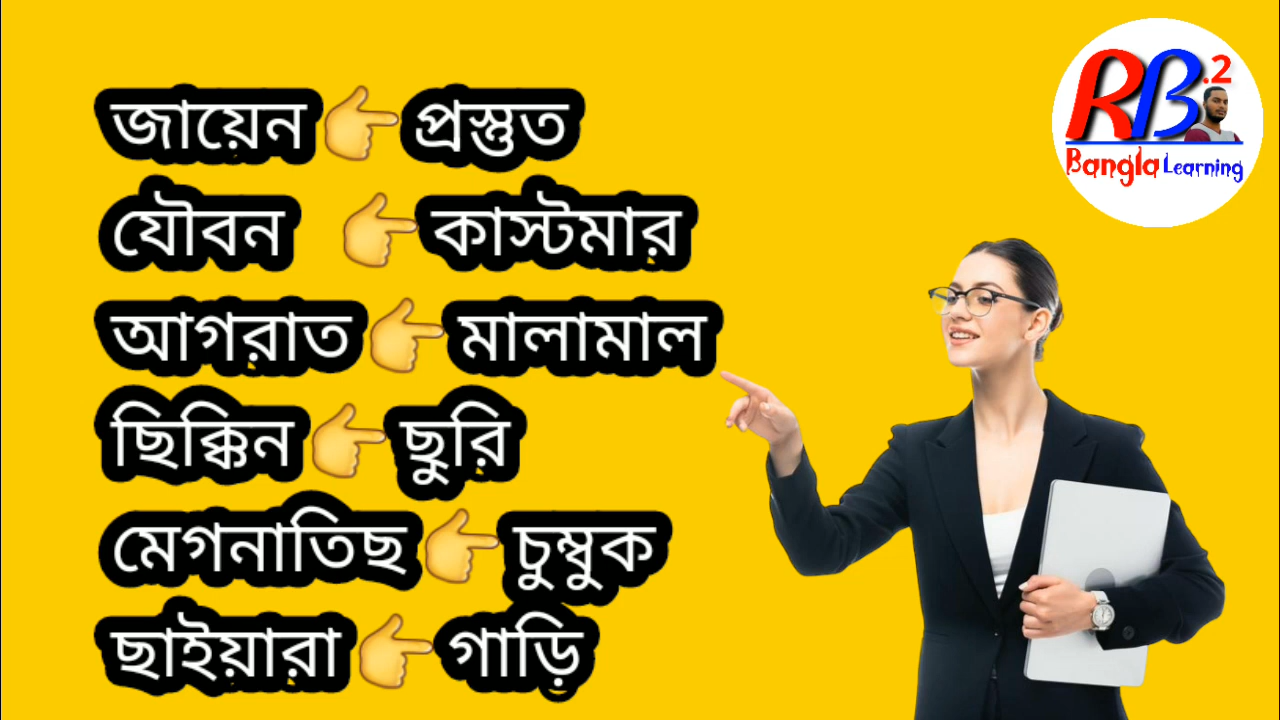 জায়েন 👉 প্রস্তুত
যৌবন 👉 কাস্টমার
আগরাত 👉 মালামাল
ছিক্কিন 👉 ছুরি
মেগনাতিছ 👉 চুম্বুক
ছাইয়ারা 👉 গাড়ি
RB.2
Bangla Learning